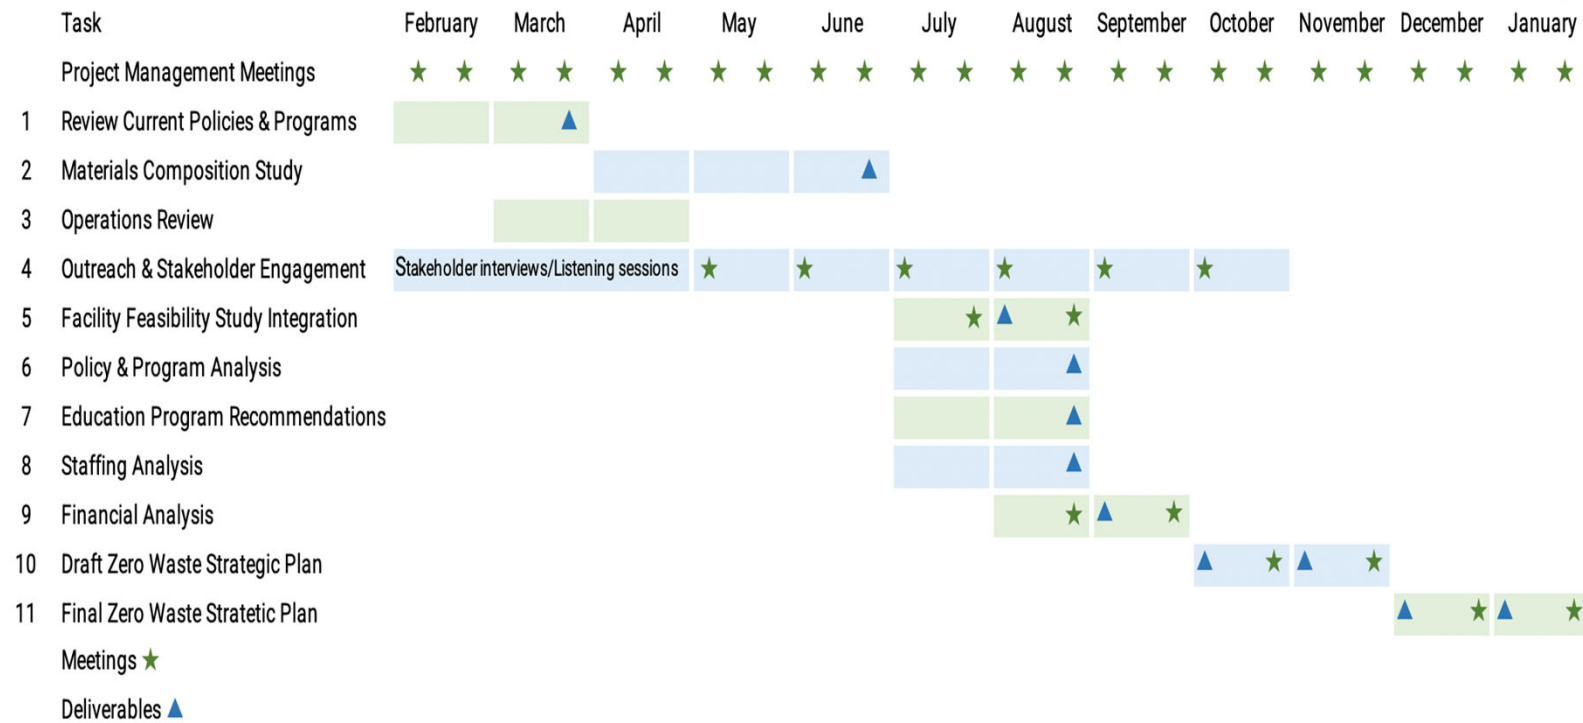 Task February March April May June July August September October November December January
Project Management Meetings
1 Review Current Policies & Programs
2 Materials Composition Study
3 Operations Review
4 Outreach & Stakeholder Engagement Stakeholder interviews/Listening sessions
5 Facility Feasibility Study Integration
6 Policy & Program Analysis
7 Education Program Recommendations
8 Staffing Analysis
9 Financial Analysis
10 Draft Zero Waste Strategic Plan
11 Final Zero Waste Stratetic Plan
Meetings
Deliverables